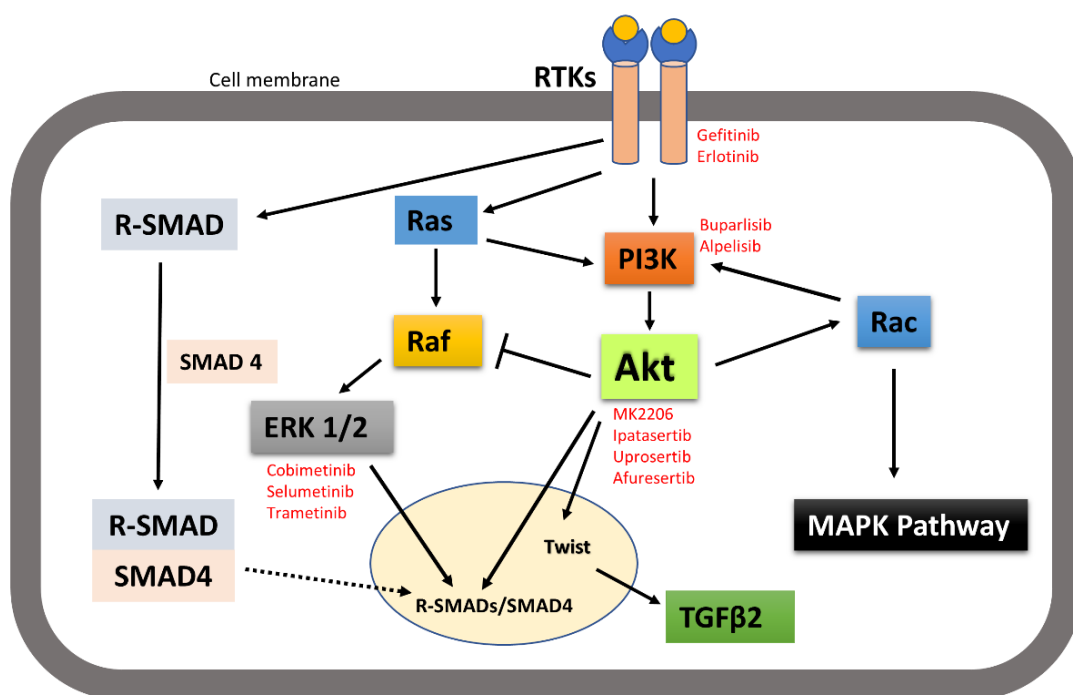 Cell membrane
RTKs
Gefitinib
Erlotinib
R-SMAD
Ras
Buparlisib
Alpelisib
PI3K
Rac
Raf
SMAD 4
Akt
ERK 1/2
MK2206
Ipatasertib
Uprosertib
Afuresertib
Cobimetinib
Selumetinib
Trametinib
R-SMAD
SMAD4
Twist
MAPK Pathway
R-SMADs/SMAD4
TGFβ2